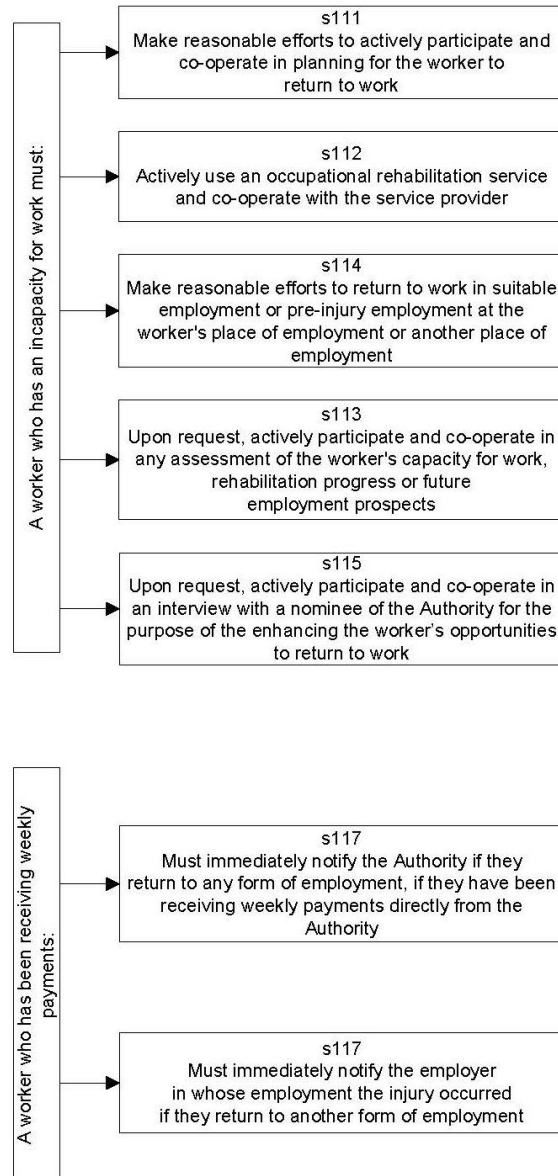 A worker who has an incapacity for work must:
s111
Make reasonable efforts to actively participate and
co-operate in planning for the worker to
return to work
s112
Actively use an occupational rehabilitation service
and co-operate with the service provider
s114
Make reasonable efforts to return to work in suitable
employment or pre-injury employment at the
worker's place of employment or another place of
employment
s113
Upon request, actively participate and co-operate in
any assessment of the worker's capacity for work,
rehabilitation progress or future
employment prospects
s115
Upon request, actively participate and co-operate in
an interview with a nominee of the Authority for the
purpose of the enhancing the worker’s opportunities
to return to work
A worker who has been receiving weekly
payments:
s117
Must immediately notify the Authority if they
return to any form of employment, if they have been
receiving weekly payments directly from the
Authority
s117
Must immediately notify the employer
in whose employment the injury occurred
if they return to another form of employment